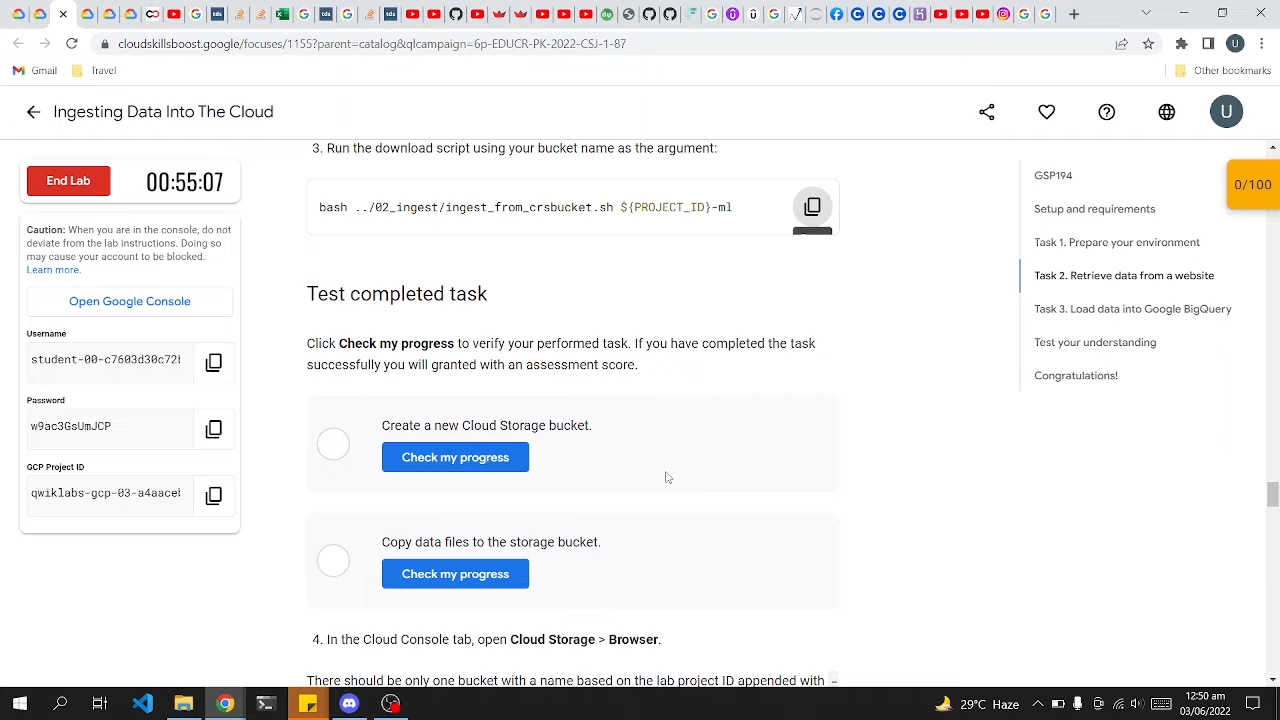 cloudskillsboost.google/focuses/1155?parent=catalog&qlcampaign=6p-EDUCR-PK-2022-CSJ-1-87
Gmail
Travel
Other bookmarks
Ingesting Data Into The Cloud
U
End Lab
00:55:07
Caution: When you are in the console, do not
deviate from the lab instructions. Doing so
may cause your account to be blocked.
Learn more.
Open Google Console
Username
student-00-c7603d30c72
Password
w9ac3GsUmJCP
GCP Project ID
qwiklabs-gcp-03-a4aace
3. Run the download script using your bucket name as the argument:
bash ../02_ingest/ingest_from_crsbucket.sh ${PROJECT_ID}-ml
Test completed task
Click Check my progress to verify your performed task. If you have completed the task
successfully you will granted with an assessment score.
Create a new Cloud Storage bucket.
Check my progress
Copy data files to the storage bucket.
Check my progress
4. In the Cloud Console tab, open Cloud Storage > Browser.
There should be only one bucket with a name based on the lab project ID appended with -
GSP194
Setup and requirements
Task 1. Prepare your environment
Task 2. Retrieve data from a website
Task 3. Load data into Google BigQuery
Test your understanding
Congratulations!
0/100
29°C Haze
12:50 am
03/06/2022